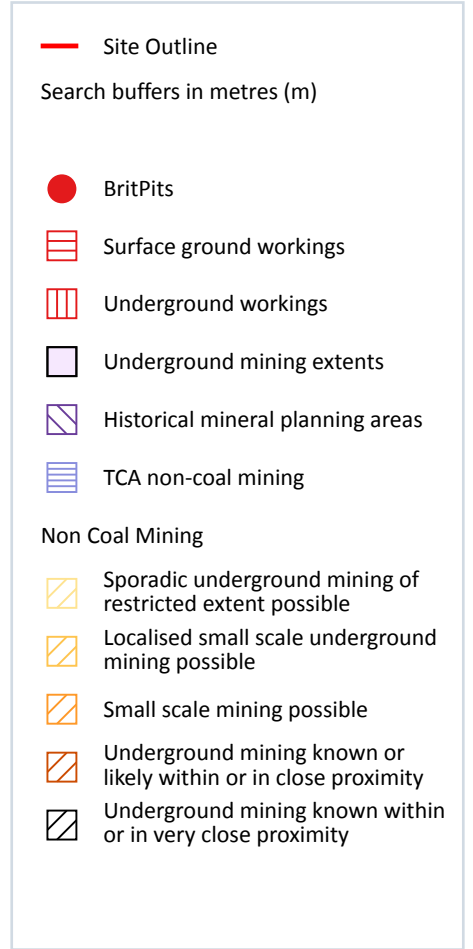 Site Outline
Search buffers in metres (m)
BritPits
Surface ground workings
Underground workings
Underground mining extents
Historical mineral planning areas
TCA non-coal mining
Non Coal Mining
Sporadic underground mining of
restricted extent possible
Localised small scale underground
mining possible
Small scale mining possible
Underground mining known or
likely within or in close proximity
Underground mining known within
or in very close proximity